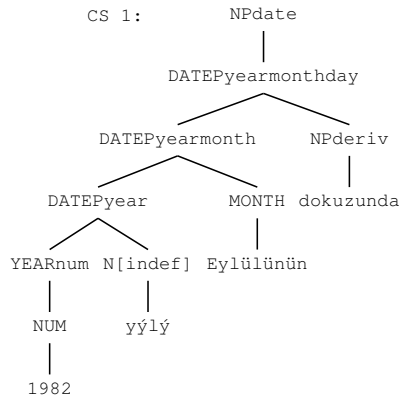 CS 1: NPdate
DATEPyearmonthday
DATEPyearmonth NPderiv
DATEPyear MONTH dokuzunda
YEARnum N[indef] Eylülünün
NUM yýlý
1982